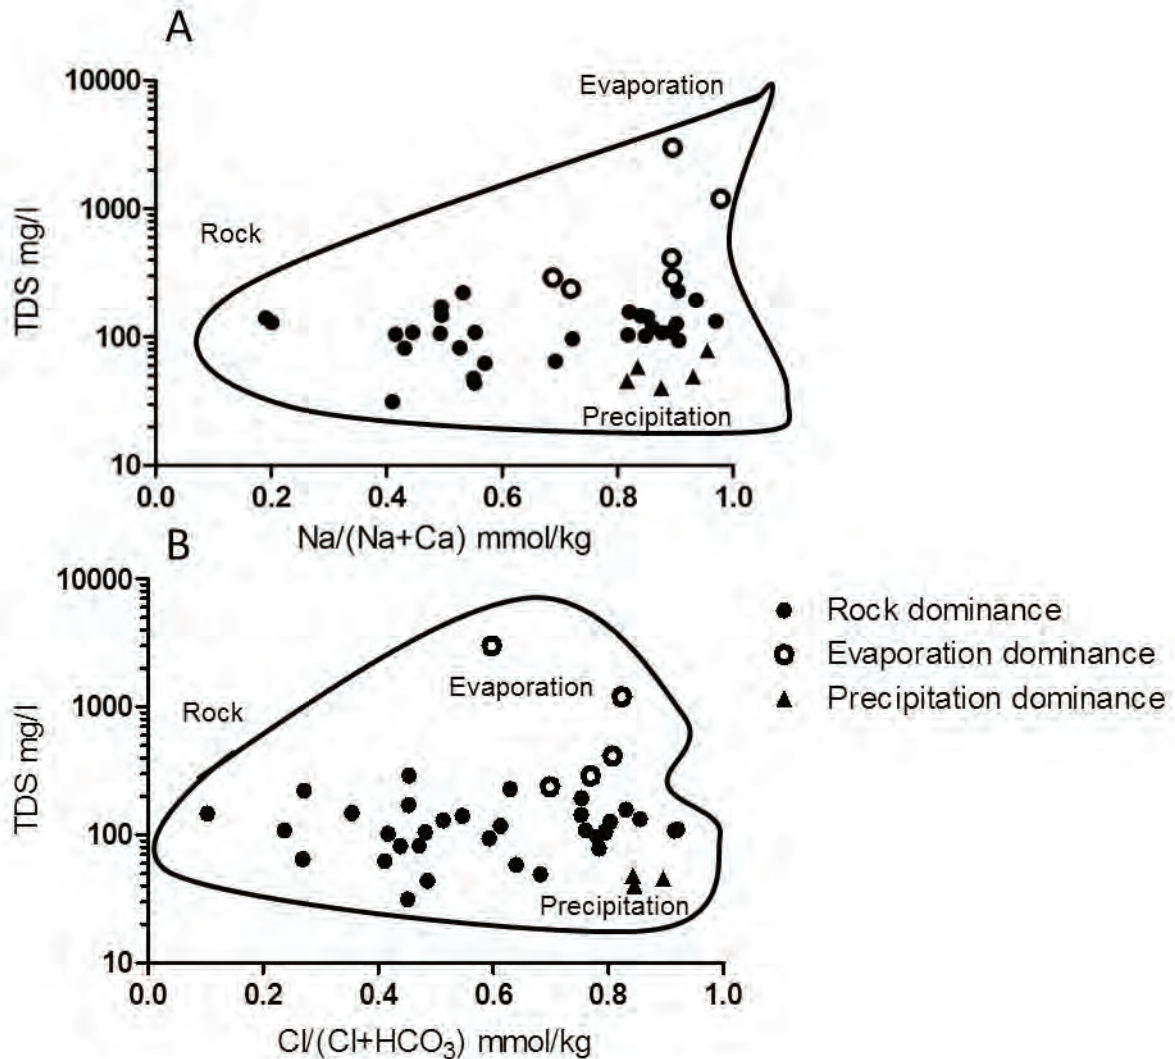 A
10000
1000
100
10
TDS mg/l
Evaporation
Rock
Precipitation
0.0 0.2 0.4 0.6 0.8 1.0
Na/(Na+Ca) mmol/kg
B
10000
1000
100
10
TDS mg/l
Rock
Evaporation
Precipitation
0.0 0.2 0.4 0.6 0.8 1.0
Cl/(Cl+HCO₃) mmol/kg
Rock dominance
Evaporation dominance
Precipitation dominance